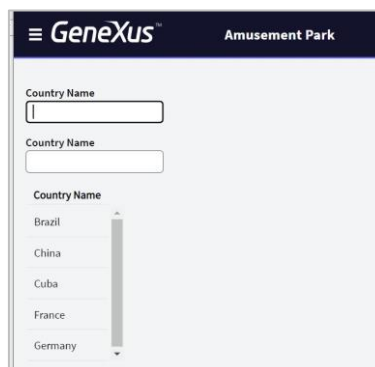 ≡ GeneXus™ Amusement Park
Country Name
Country Name
Country Name
Brazil
China
Cuba
France
Germany